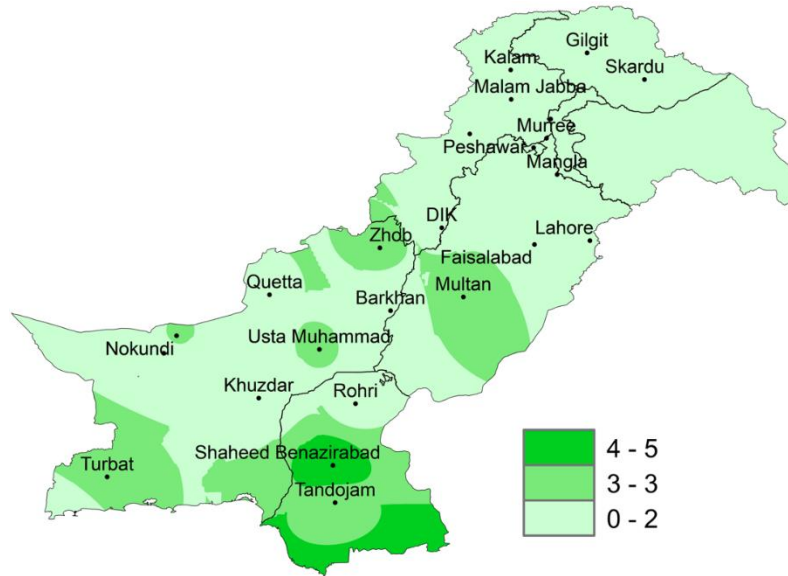 Gilgit
Kalam
Skardu
Malam Jabba
Murree
Peshawar
Mangla
DIK
Lahore
Zhdb
Faisalabad
Quetta
Multan
Barkhan
Usta Muhammad
Nokundi
Khuzdar
Rohri
Shaheed Benazirabad
Turbat
Tandojam
4 - 5
3 - 3
0 - 2